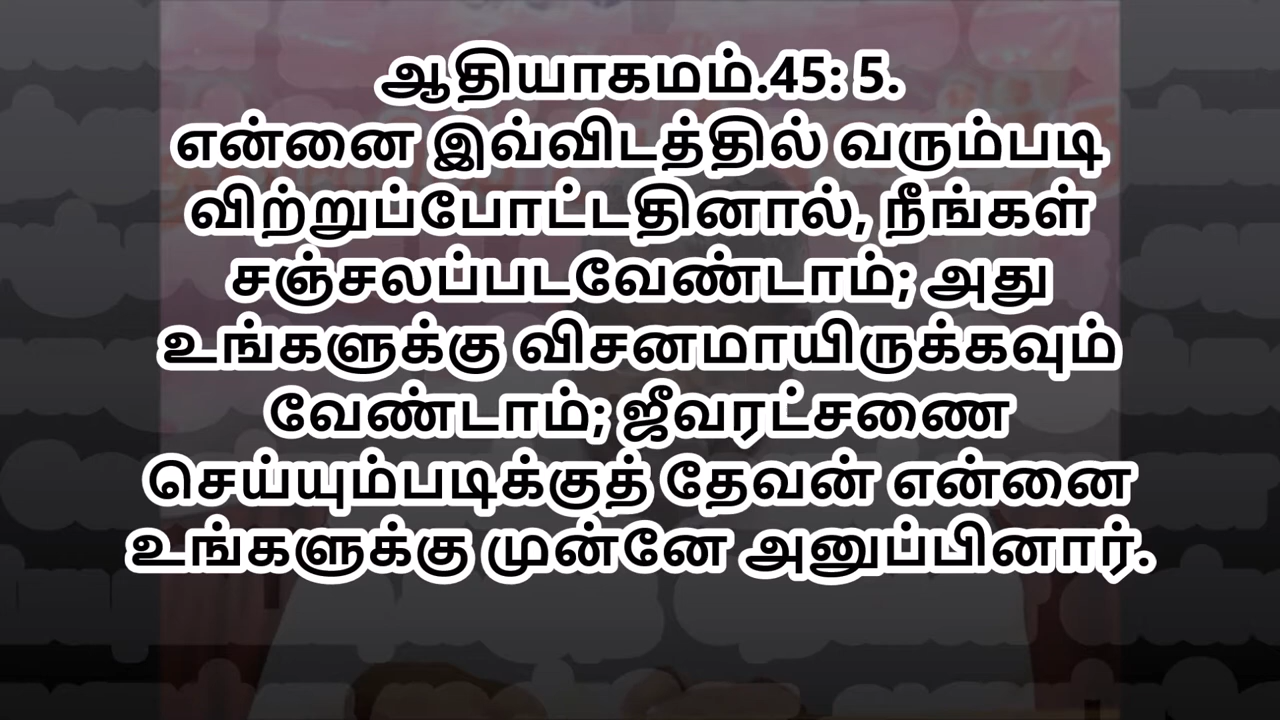 ஆதியாகமம்.45: 5.
என்னை இவ்விடத்தில் வரும்படி
விற்றுப்போட்டதினால், நீங்கள்
சஞ்சலப்படவேண்டாம்; அது
உங்களுக்கு விசனமாயிருக்கவும்
வேண்டாம்; ஜீவரட்சணை
செய்யும்படிக்குத் தேவன் என்னை
உங்களுக்கு முன்னே அனுப்பினார்.